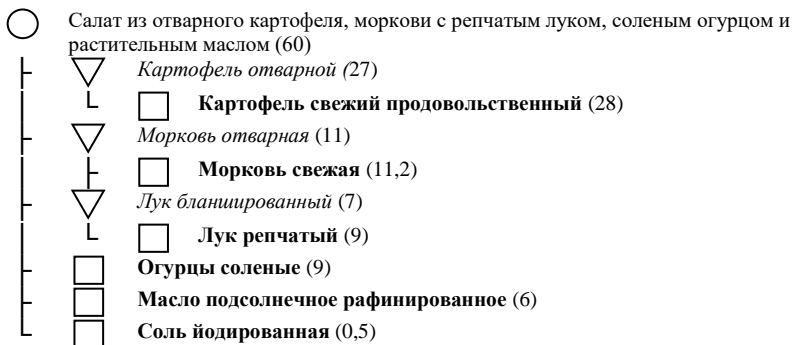 Салат из отварного картофеля, моркови с репчатым луком, соленым огурцом и
растительным маслом (60)
Картофель отварной (27)
Картофель свежий продовольственный (28)
Морковь отварная (11)
Морковь свежая (11,2)
Лук бланшированный (7)
Лук репчатый (9)
Огурцы соленые (9)
Масло подсолнечное рафинированное (6)
Соль йодированная (0,5)